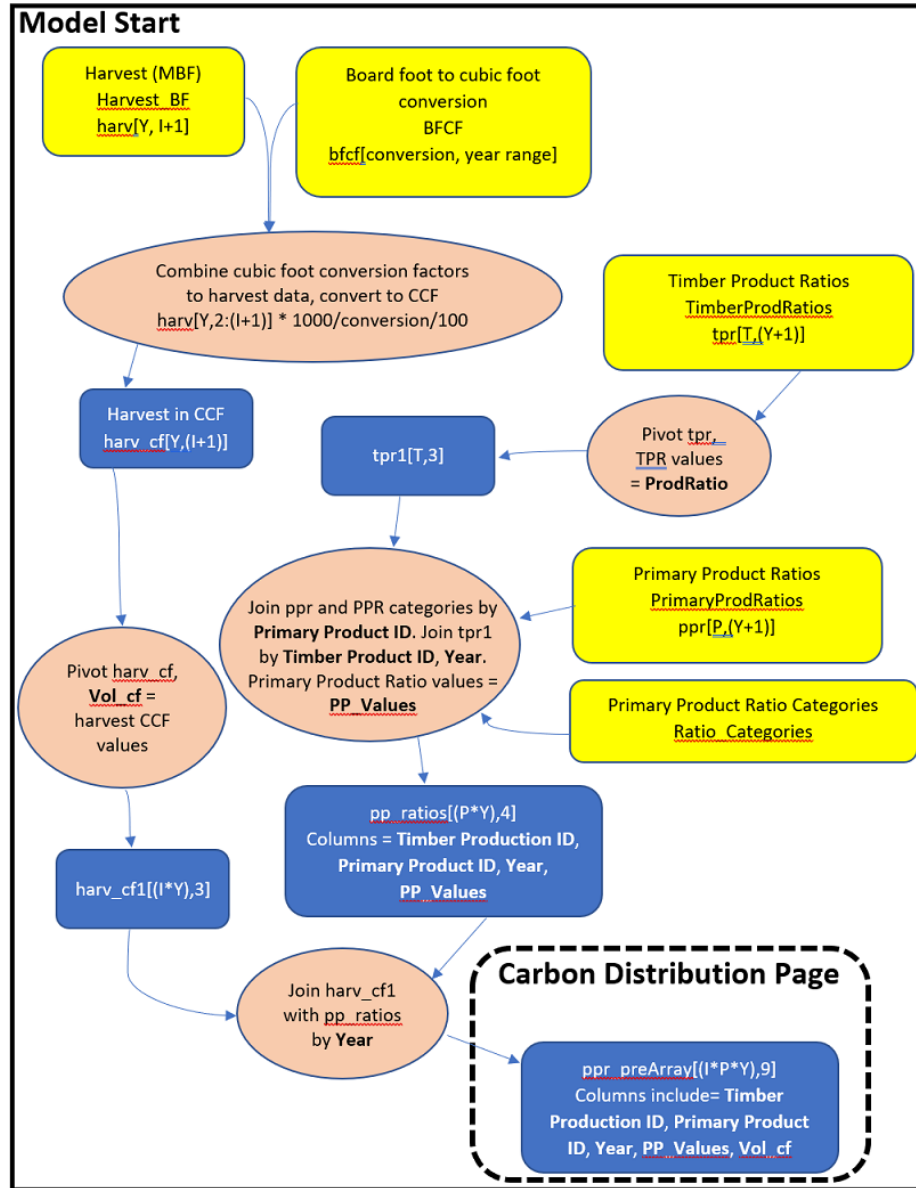 Model Start
Harvest (MBF)
Harvest_BF
harv[Y, I+1]
Board foot to cubic foot
conversion
BFCF
bfcf[conversion, year range]
Combine cubic foot conversion factors
to harvest data, convert to CCF
harv[Y,2:(I+1)] * 1000/conversion/100
Timber Product Ratios
TimberProdRatios
tpr[T,(Y+1)]
Harvest in CCF
harv_cf[Y,(I+1)]
tpr1[T,3]
Pivot tpr,
TPR values
= ProdRatio
Join ppr and PPR categories by
Primary Product ID. Join tpr1
by Timber Product ID, Year.
Primary Product Ratio values =
PP_Values
Primary Product Ratios
PrimaryProdRatios
ppr[P,(Y+1)]
Pivot harv_cf,
Vol_cf =
harvest CCF
values
Primary Product Ratio Categories
Ratio_Categories
pp_ratios[(P*Y),4]
Columns = Timber Production ID,
Primary Product ID, Year,
PP_Values
harv_cf1[(I*Y),3]
Join harv_cf1
with pp_ratios
by Year
Carbon Distribution Page
ppr_preArray[(I*P*Y),9]
Columns include= Timber
Production ID, Primary Product
ID, Year, PP_Values, Vol_cf